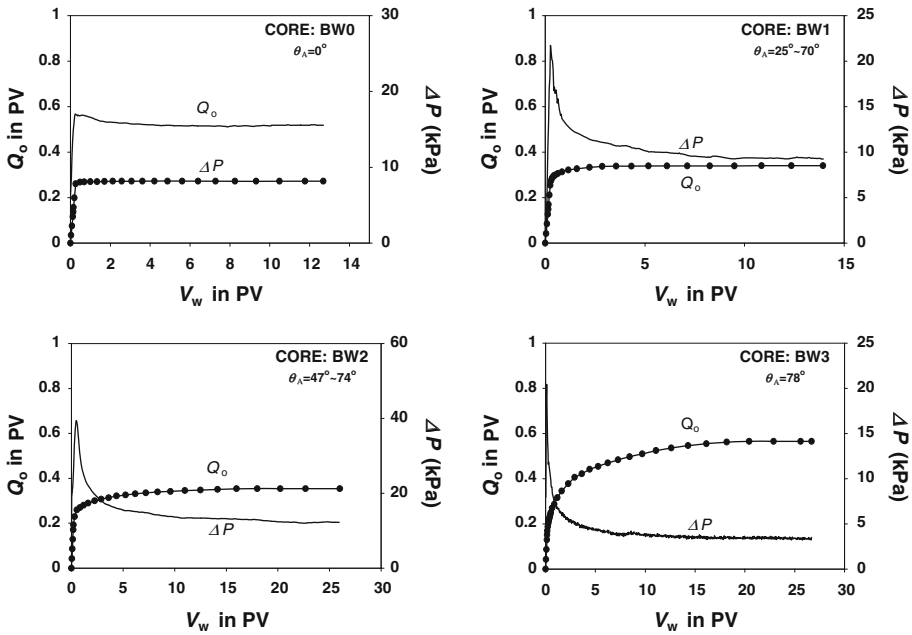 CORE: BW0
θA=0°
Qo in PV
1
0.8
0.6
0.4
0.2
0
30
20
10
0
ΔP (kPa)
Qo
ΔP
0 2 4 6 8 10 12 14
Vw in PV
CORE: BW1
θA=25°~70°
Qo in PV
1
0.8
0.6
0.4
0.2
0
25
20
15
10
5
0
ΔP (kPa)
ΔP
Qo
0 5 10 15
Vw in PV
CORE: BW2
θA=47°~74°
Qo in PV
1
0.8
0.6
0.4
0.2
0
60
40
20
0
ΔP (kPa)
Qo
ΔP
0 5 10 15 20 25 30
Vw in PV
CORE: BW3
θA=78°
Qo in PV
1
0.8
0.6
0.4
0.2
0
25
20
15
10
5
0
ΔP (kPa)
Qo
ΔP
0 5 10 15 20 25 30
Vw in PV